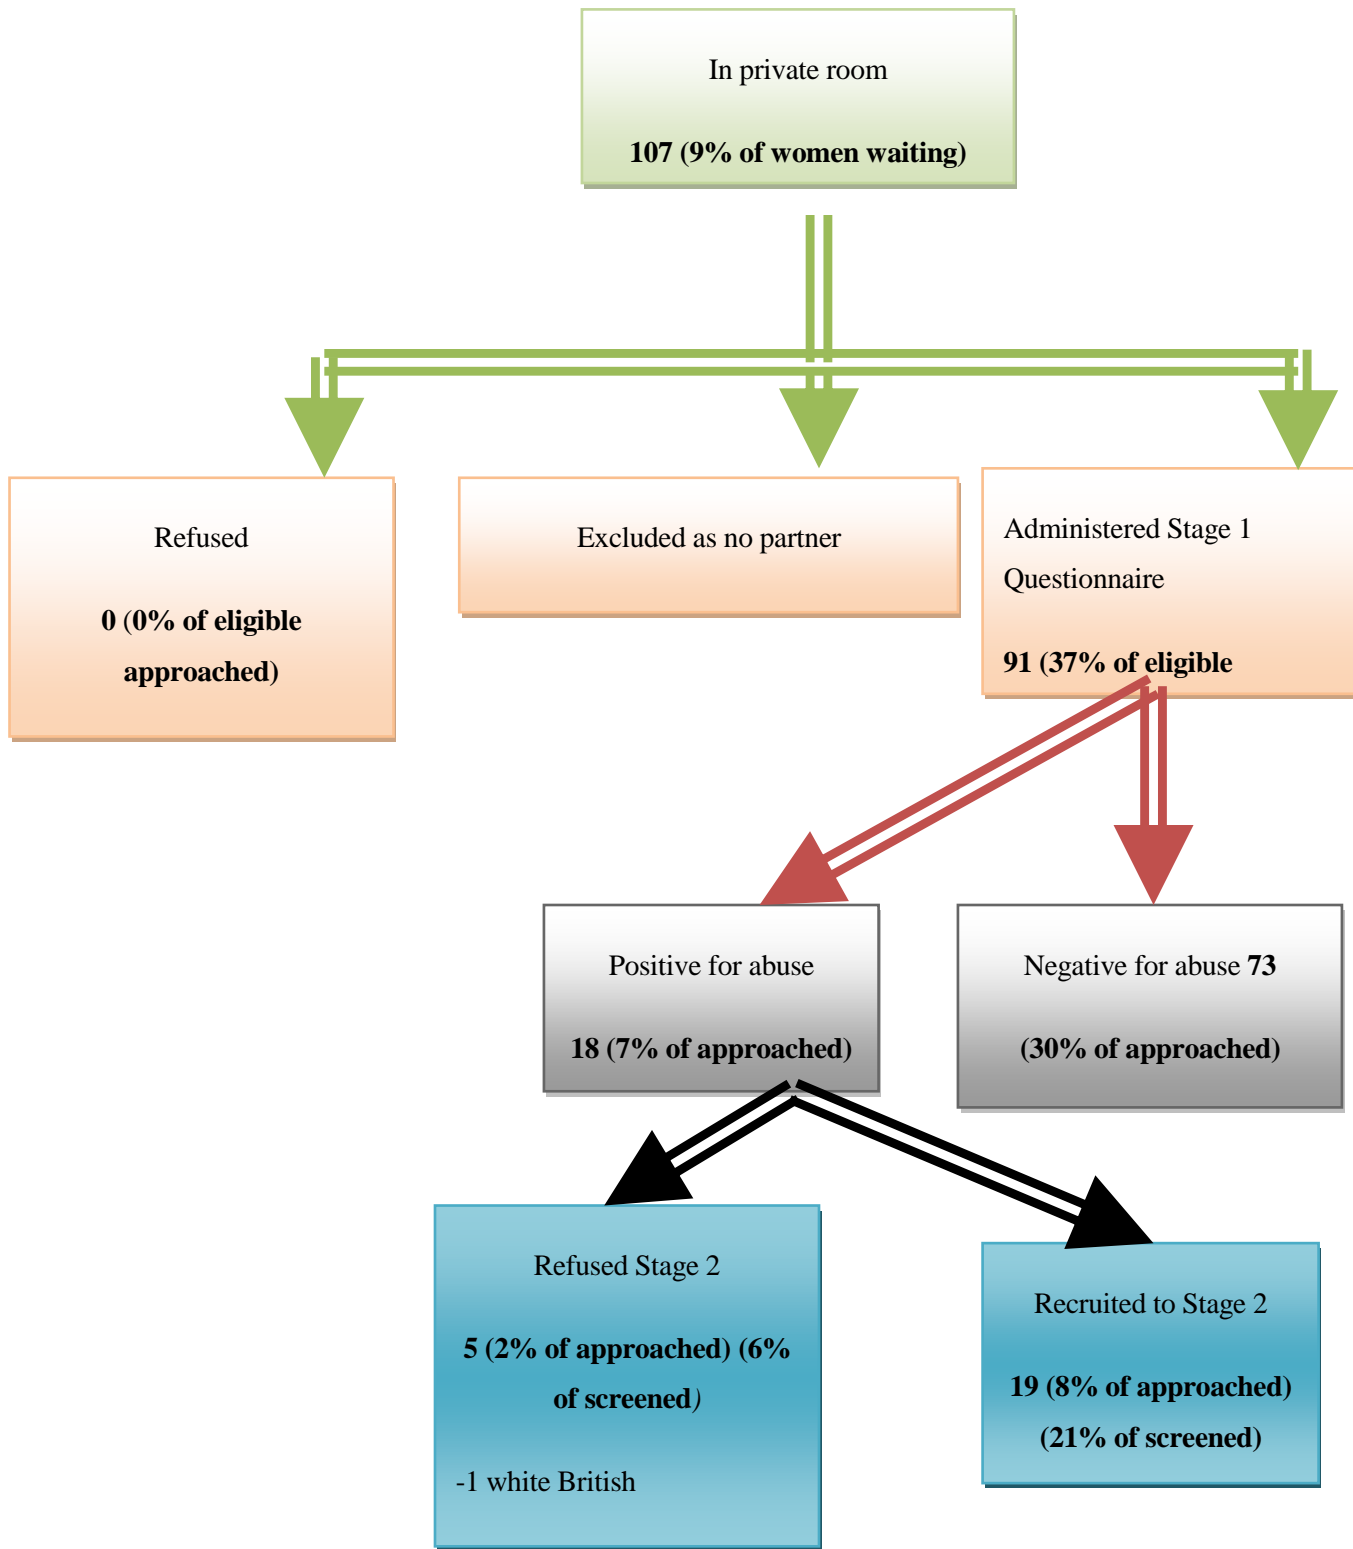 In private room
107 (9% of women waiting)
Refused
0 (0% of eligible
approached)
Excluded as no partner
Administered Stage 1
Questionnaire
91 (37% of eligible
Positive for abuse
18 (7% of approached)
Negative for abuse 73
(30% of approached)
Refused Stage 2
5 (2% of approached) (6%
of screened)
-1 white British
Recruited to Stage 2
19 (8% of approached)
(21% of screened)